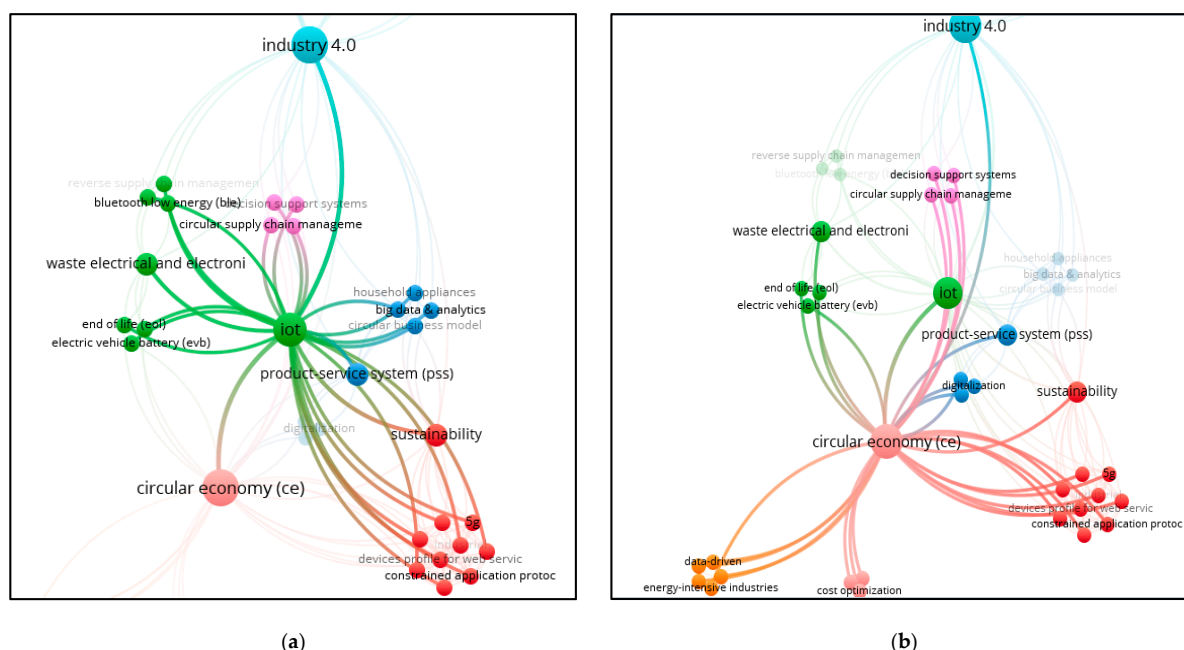 industry 4.0
reverse supply chain managemen
bluetooth low energy (ble)
decision support systems
circular supply chain manageme
waste electrical and electroni
household appliances
big data & analytics
circular business model
end of life (eol)
electric vehicle battery (evb)
iot
product-service system (pss)
digitalization
sustainability
circular economy (ce)
5g
devices profile for web servic
constrained application protoc
(a)
industry 4.0
reverse supply chain managemen
bluetooth low energy (b
decision support systems
circular supply chain manageme
waste electrical and electroni
household appliances
big data & analytics
circular business model
end of life (eol)
electric vehicle battery (evb)
iot
product-service system (pss)
digitalization
sustainability
circular economy (ce)
5g
devices profile for web servic
constrained application protoc
data-driven
energy-intensive industries
cost optimization
(b)